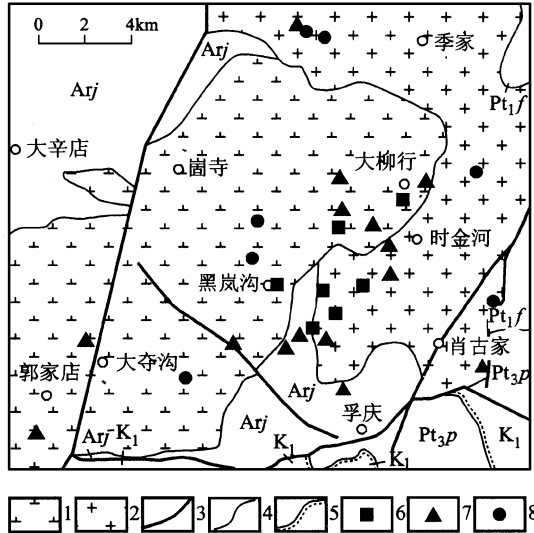 0 2 4km
Arj
季家
Arj
Pt₁f
大辛店
崮寺
大柳行
时金河
黑岚沟
Pt₁f
大夼沟
肖古家
郭家店
Arj
Pt₃p
Arj
孚庆
Arj-K₁
K₁
Pt₃p
K₁
K₁
1 2 3 4 5 6 7 8